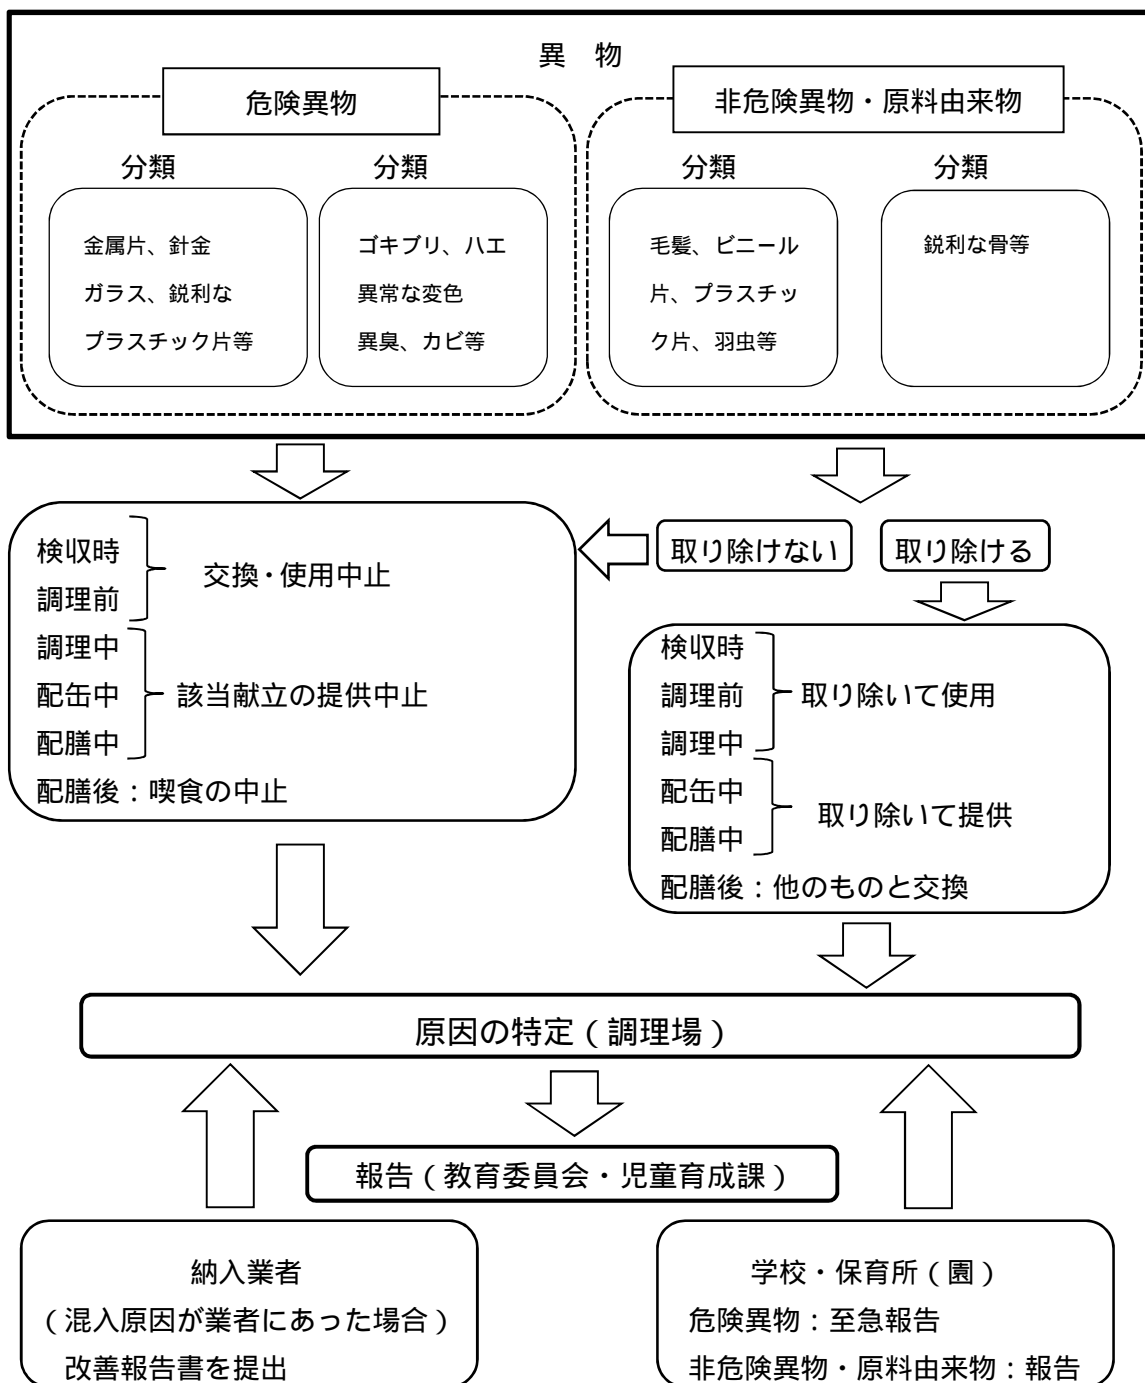 異 物
危険異物
非危険異物・原料由来物
分類
分類
分類
分類
金属片、針金
ガラス、鋭利な
プラスチック片等
ゴキブリ、ハエ
異常な変色
異臭、カビ等
毛髪、ビニール
片、プラスチッ
ク片、羽虫等
鋭利な骨等
取り除けない
取り除ける
検収時
調理前
交換・使用中止
調理中
配缶中
配膳中
該当献立の提供中止
配膳後：喫食の中止
検収時
調理前
調理中
取り除いて使用
配缶中
配膳中
取り除いて提供
配膳後：他のものと交換
原因の特定（調理場）
報告（教育委員会・児童育成課）
納入業者
（混入原因が業者にあった場合）
改善報告書を提出
学校・保育所（園）
危険異物：至急報告
非危険異物・原料由来物：報告